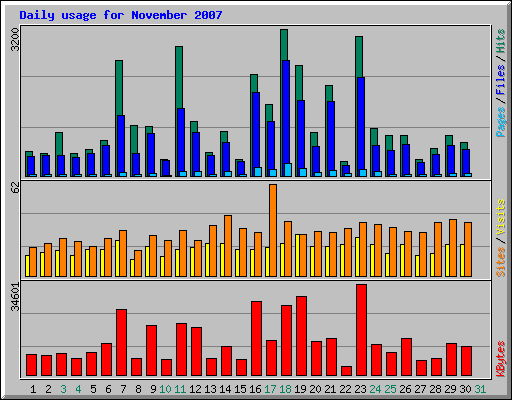 Daily usage for November 2007
3200
Pages / Files / Hits
62
Sites / Visits
34601
KBytes
1 2 3 4 5 6 7 8 9 10 11 12 13 14 15 16 17 18 19 20 21 22 23 24 25 26 27 28 29 30 31